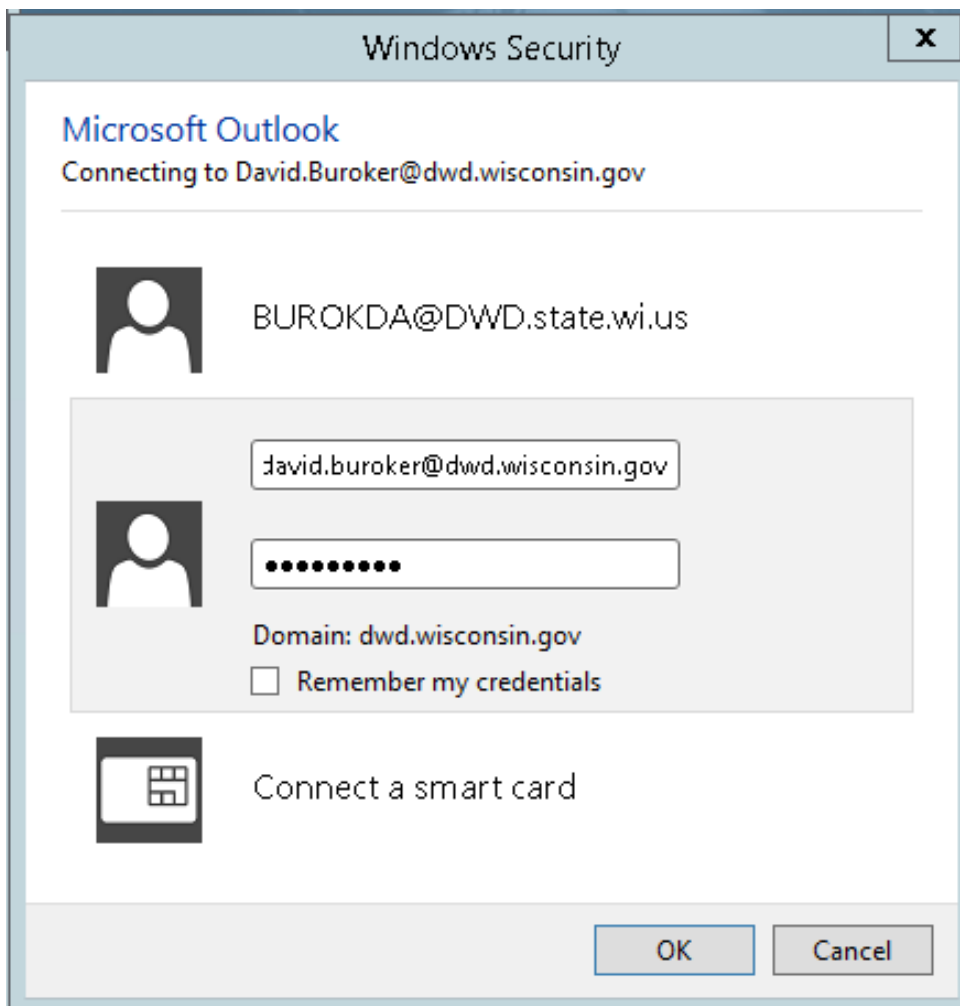 Windows Security
x
Microsoft Outlook
Connecting to David.Buroker@dwd.wisconsin.gov
BUROKDA@DWD.state.wi.us
david.buroker@dwd.wisconsin.gov
●●●●●●●●●
Domain: dwd.wisconsin.gov
Remember my credentials
Connect a smart card
OK
Cancel